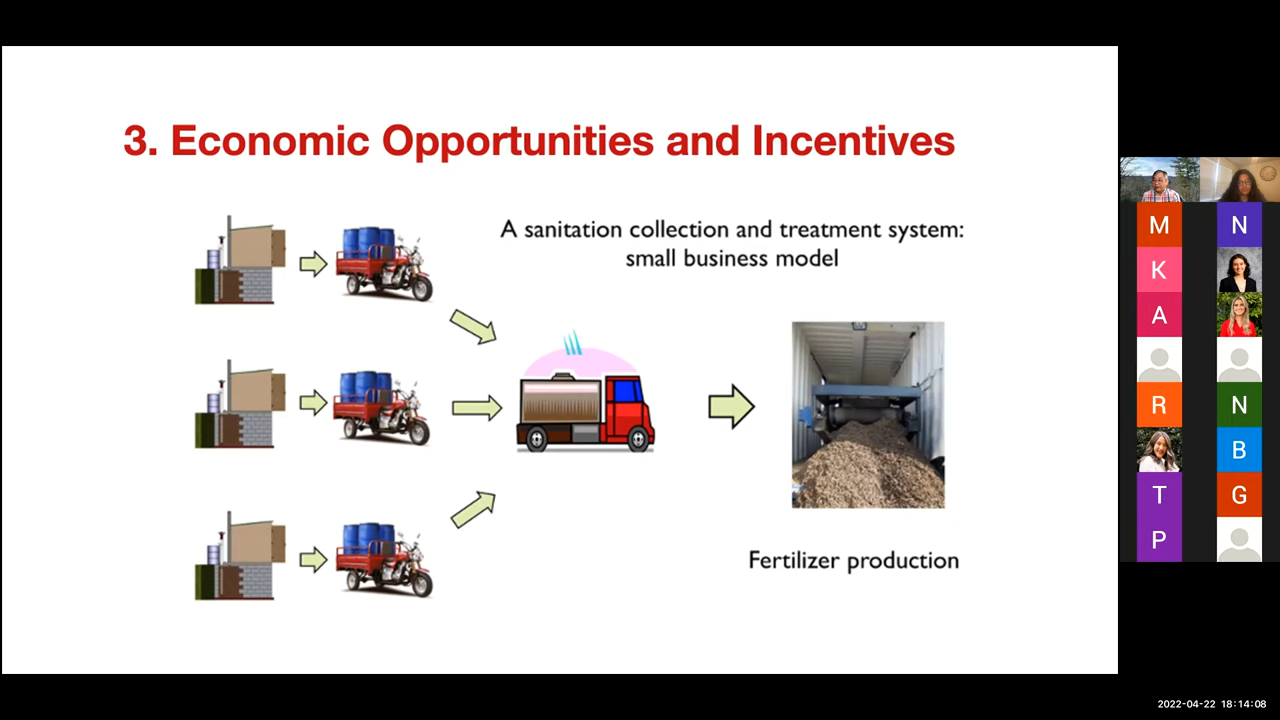 3. Economic Opportunities and Incentives
A sanitation collection and treatment system:
small business model
Fertilizer production
M
N
K
A
R
N
B
T
G
P
2022-04-22 18:14:08